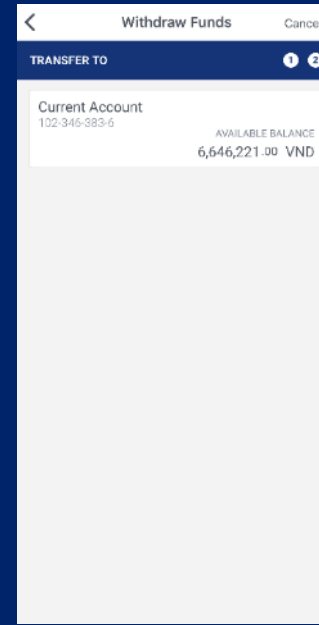 Withdraw Funds Cance
TRANSFER TO 1 2
Current Account
102-346-383-6
AVAILABLE BALANCE
6,646,221.00 VND